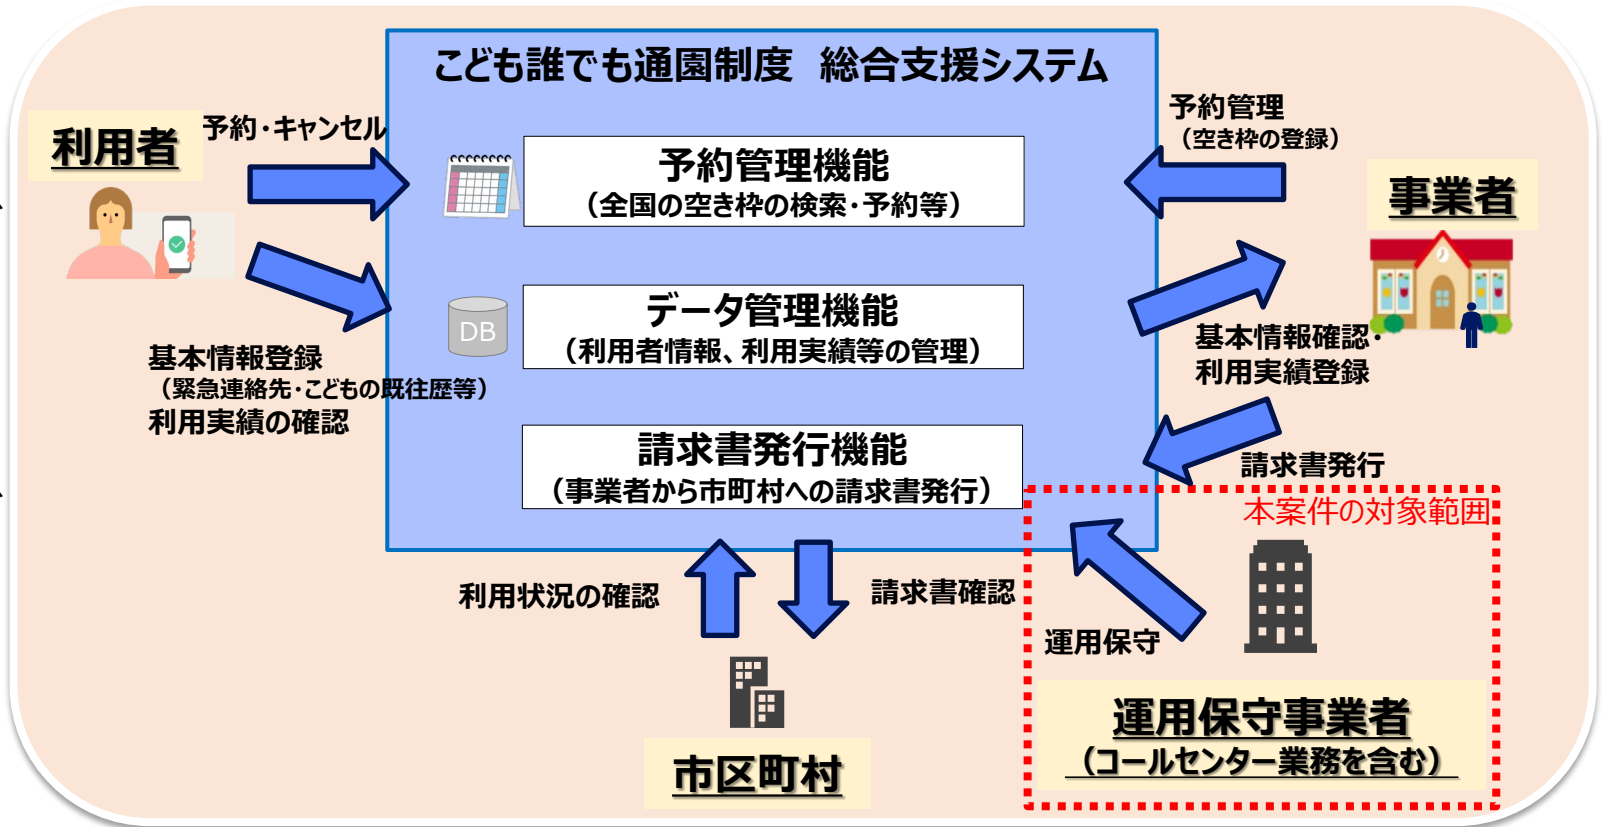 こども誰でも通園制度　総合支援システム
利用者
予約・キャンセル
予約管理機能
（全国の空き枠の検索・予約等）
予約管理
（空き枠の登録）
事業者
DB
データ管理機能
（利用者情報、利用実績等の管理）
基本情報登録
（緊急連絡先・こどもの既往歴等）
利用実績の確認
基本情報確認・
利用実績登録
請求書発行機能
（事業者から市町村への請求書発行）
請求書発行
本案件の対象範囲
利用状況の確認
請求書確認
運用保守
市区町村
運用保守事業者
（コールセンター業務を含む）